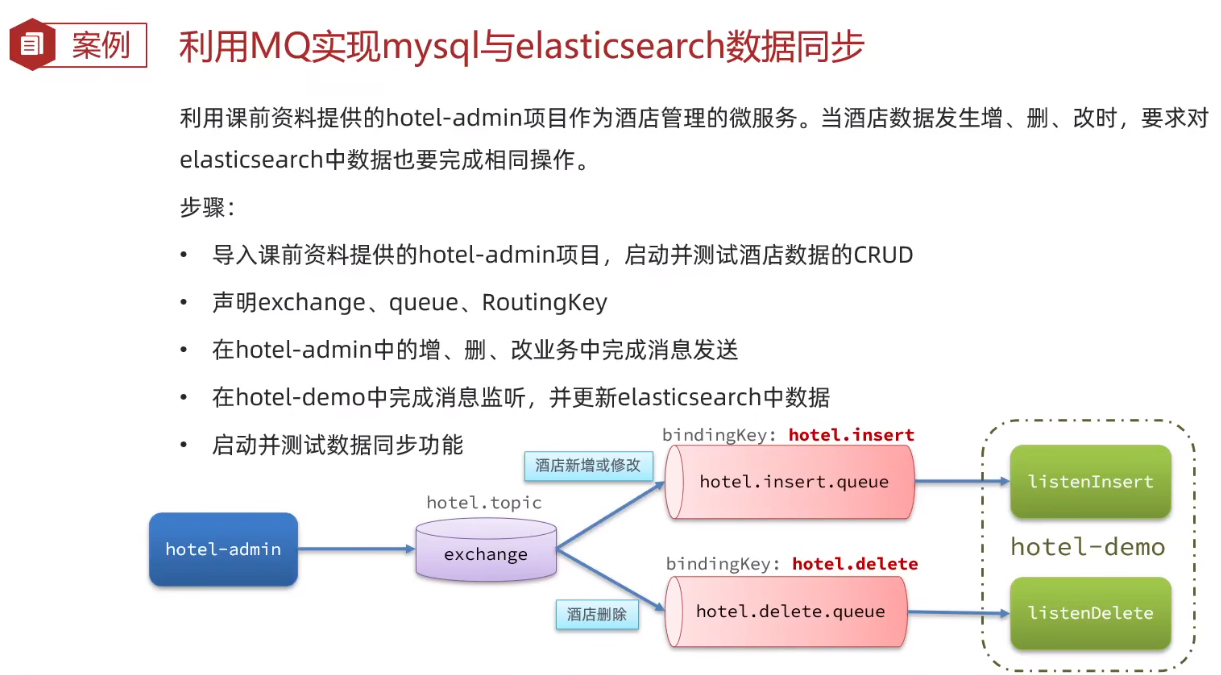 案例
利用MQ实现mysql与elasticsearch数据同步
利用课前资料提供的hotel-admin项目作为酒店管理的微服务。当酒店数据发生增、删、改时，要求对
elasticsearch中数据也要完成相同操作。
步骤：
• 导入课前资料提供的hotel-admin项目，启动并测试酒店数据的CRUD
• 声明exchange、queue、RoutingKey
• 在hotel-admin中的增、删、改业务中完成消息发送
• 在hotel-demo中完成消息监听，并更新elasticsearch中数据
• 启动并测试数据同步功能
bindingKey: hotel.insert
酒店新增或修改
hotel.insert.queue
listenInsert
hotel.topic
hotel-admin
exchange
hotel-demo
bindingKey: hotel.delete
酒店删除
hotel.delete.queue
listenDelete